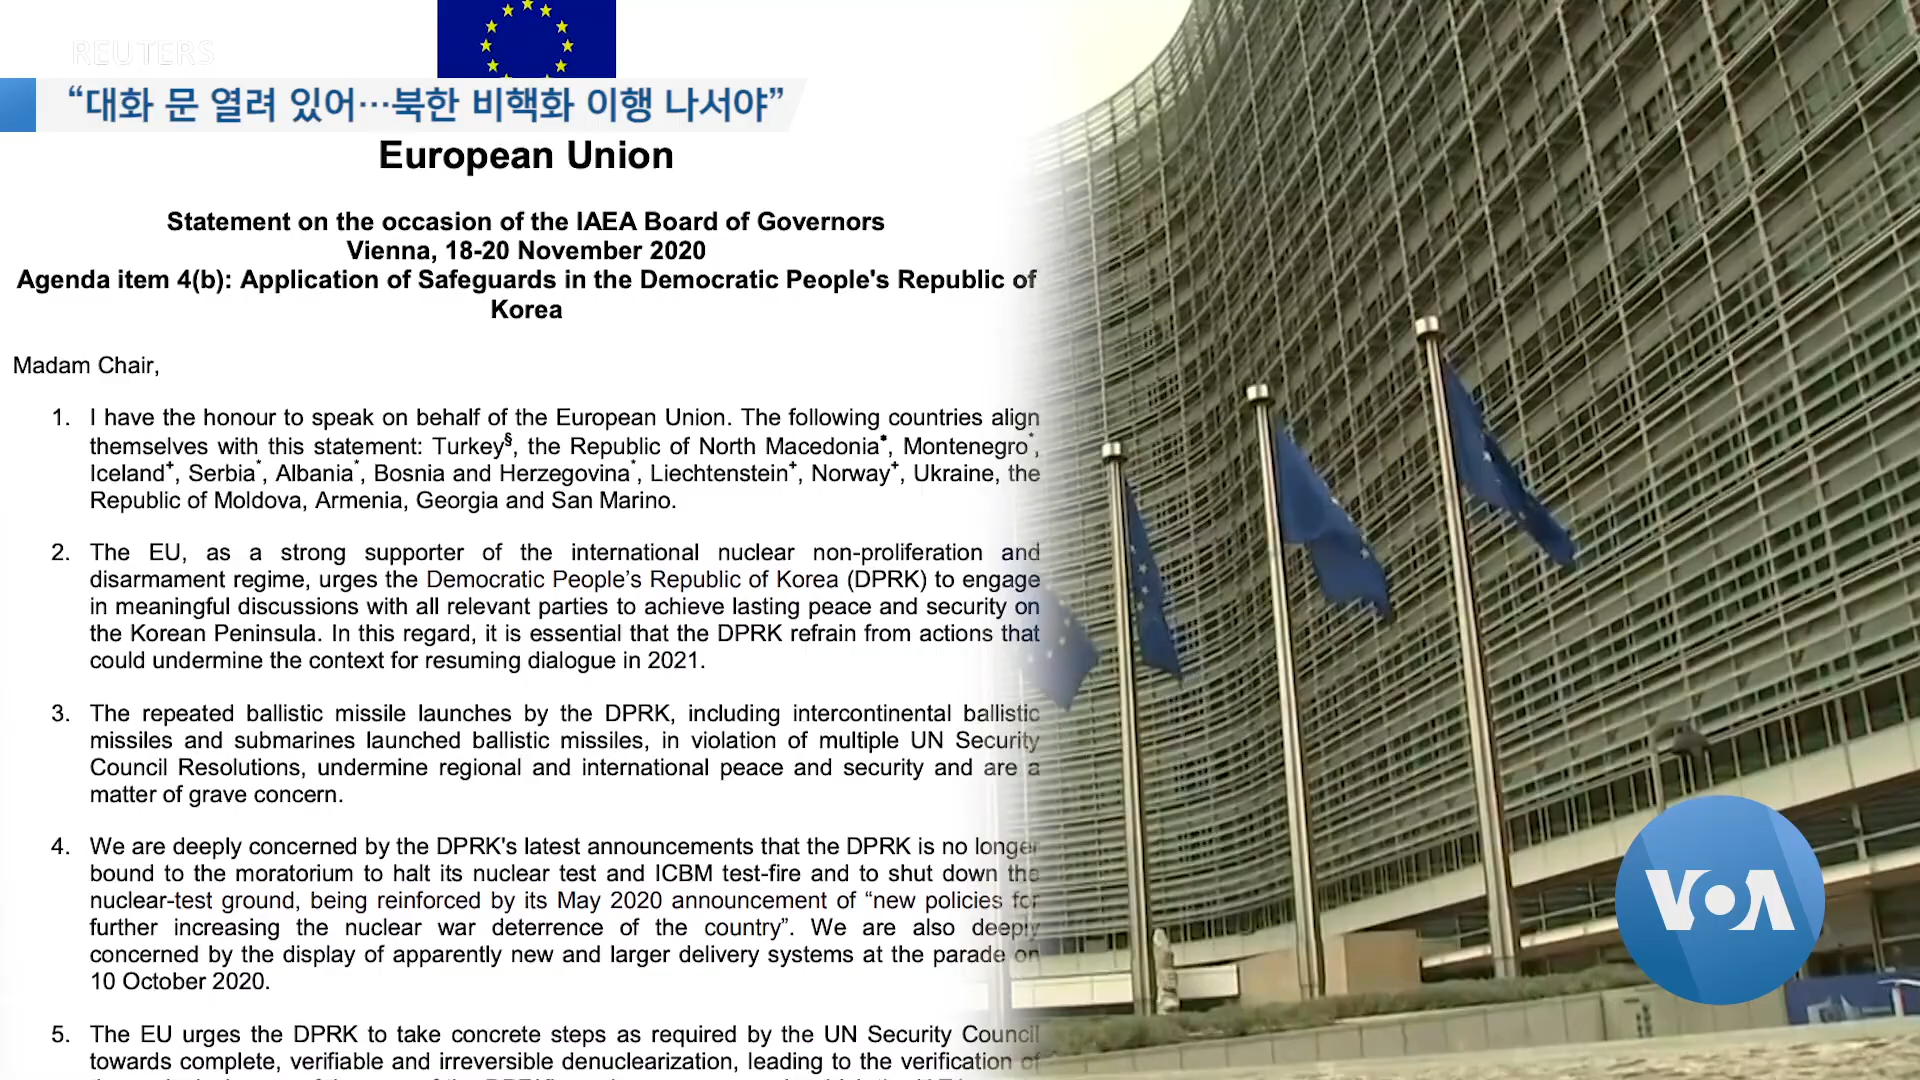 REUTERS
“대화 문 열려 있어…북한 비핵화 이행 나서야”
European Union
Statement on the occasion of the IAEA Board of Governors
Vienna, 18-20 November 2020
Agenda item 4(b): Application of Safeguards in the Democratic People's Republic of
Korea
Madam Chair,
1. I have the honour to speak on behalf of the European Union. The following countries align
themselves with this statement: Turkey§, the Republic of North Macedonia*, Montenegro*,
Iceland+, Serbia*, Albania*, Bosnia and Herzegovina*, Liechtenstein+, Norway+, Ukraine, the
Republic of Moldova, Armenia, Georgia and San Marino.
2. The EU, as a strong supporter of the international nuclear non-proliferation and
disarmament regime, urges the Democratic People’s Republic of Korea (DPRK) to engage
in meaningful discussions with all relevant parties to achieve lasting peace and security on
the Korean Peninsula. In this regard, it is essential that the DPRK refrain from actions that
could undermine the context for resuming dialogue in 2021.
3. The repeated ballistic missile launches by the DPRK, including intercontinental ballistic
missiles and submarines launched ballistic missiles, in violation of multiple UN Security
Council Resolutions, undermine regional and international peace and security and are a
matter of grave concern.
4. We are deeply concerned by the DPRK's latest announcements that the DPRK is no longer
bound to the moratorium to halt its nuclear test and ICBM test-fire and to shut down the
nuclear-test ground, being reinforced by its May 2020 announcement of “new policies for
further increasing the nuclear war deterrence of the country”. We are also deeply
concerned by the display of apparently new and larger delivery systems at the parade on
10 October 2020.
5. The EU urges the DPRK to take concrete steps as required by the UN Security Council
towards complete, verifiable and irreversible denuclearization, leading to the verification of
VOA